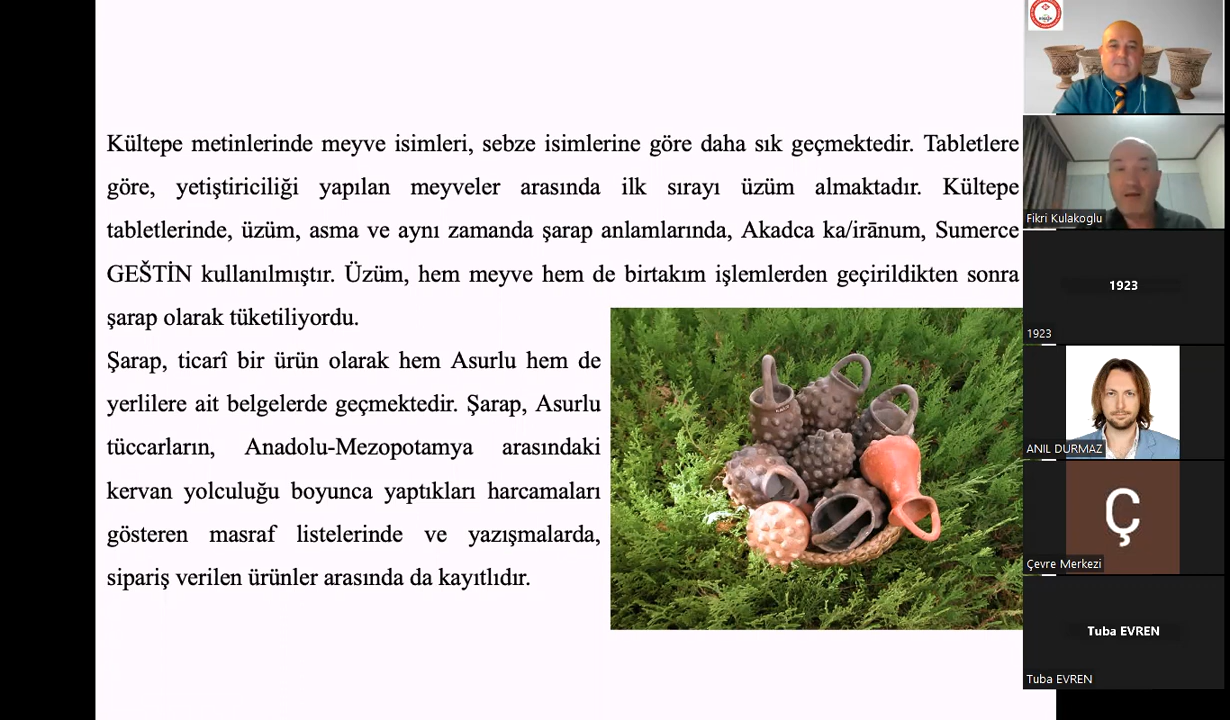 Kültepe metinlerinde meyve isimleri, sebze isimlerine göre daha sık geçmektedir. Tabletlere
göre, yetiştiriciliği yapılan meyveler arasında ilk sırayı üzüm almaktadır. Kültepe
tabletlerinde, üzüm, asma ve aynı zamanda şarap anlamlarında, Akadca ka/irānum, Sumerce
GEŠTİN kullanılmıştır. Üzüm, hem meyve hem de birtakım işlemlerden geçirildikten sonra
şarap olarak tüketiliyordu.
Şarap, ticarî bir ürün olarak hem Asurlu hem de
yerlilere ait belgelerde geçmektedir. Şarap, Asurlu
tüccarların, Anadolu-Mezopotamya arasındaki
kervan yolculuğu boyunca yaptıkları harcamaları
gösteren masraf listelerinde ve yazışmalarda,
sipariş verilen ürünler arasında da kayıtlıdır.
Fikri Kulakoglu
1923
1923
ANIL DURMAZ
Ç
Çevre Merkezi
Tuba EVREN
Tuba EVREN